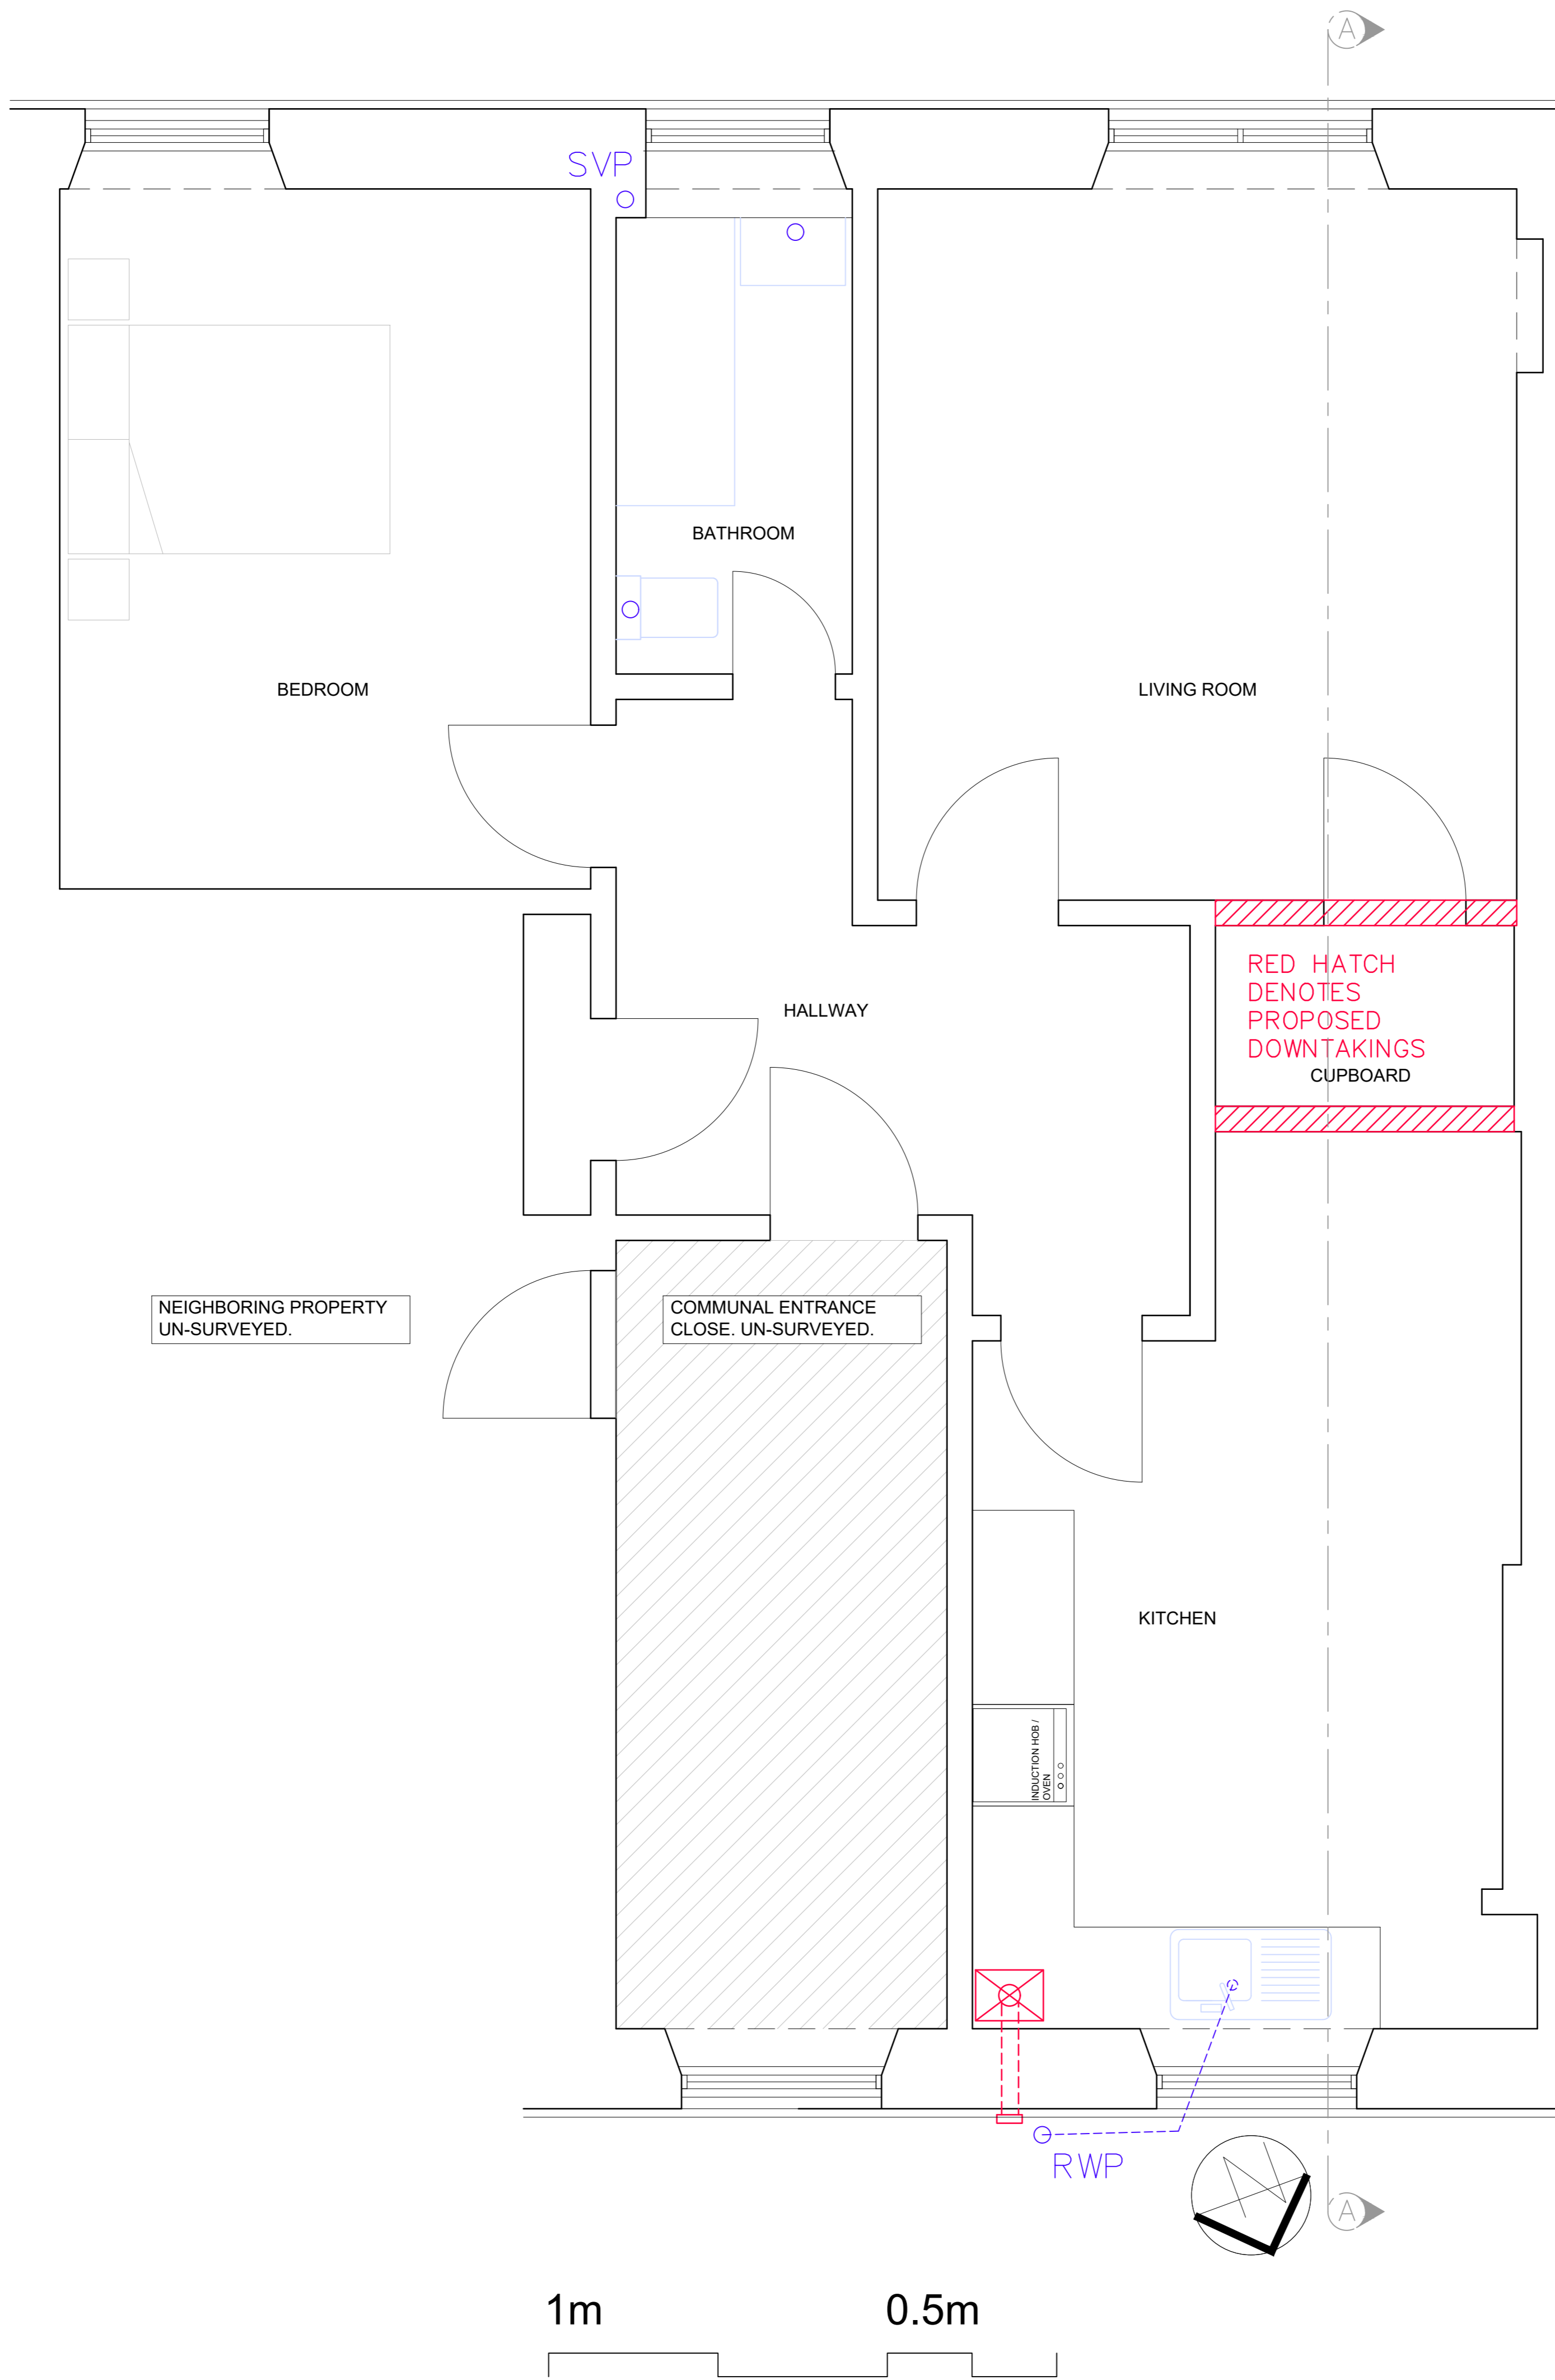 A
SVP
BATHROOM
BEDROOM
LIVING ROOM
RED HATCH
DENOTES
PROPOSED
DOWNTAKINGS
CUPBOARD
HALLWAY
NEIGHBORING PROPERTY
UN-SURVEYED.
COMMUNAL ENTRANCE
CLOSE. UN-SURVEYED.
KITCHEN
INDUCTION HOB /
OVEN
RWP
N
A
1m
0.5m